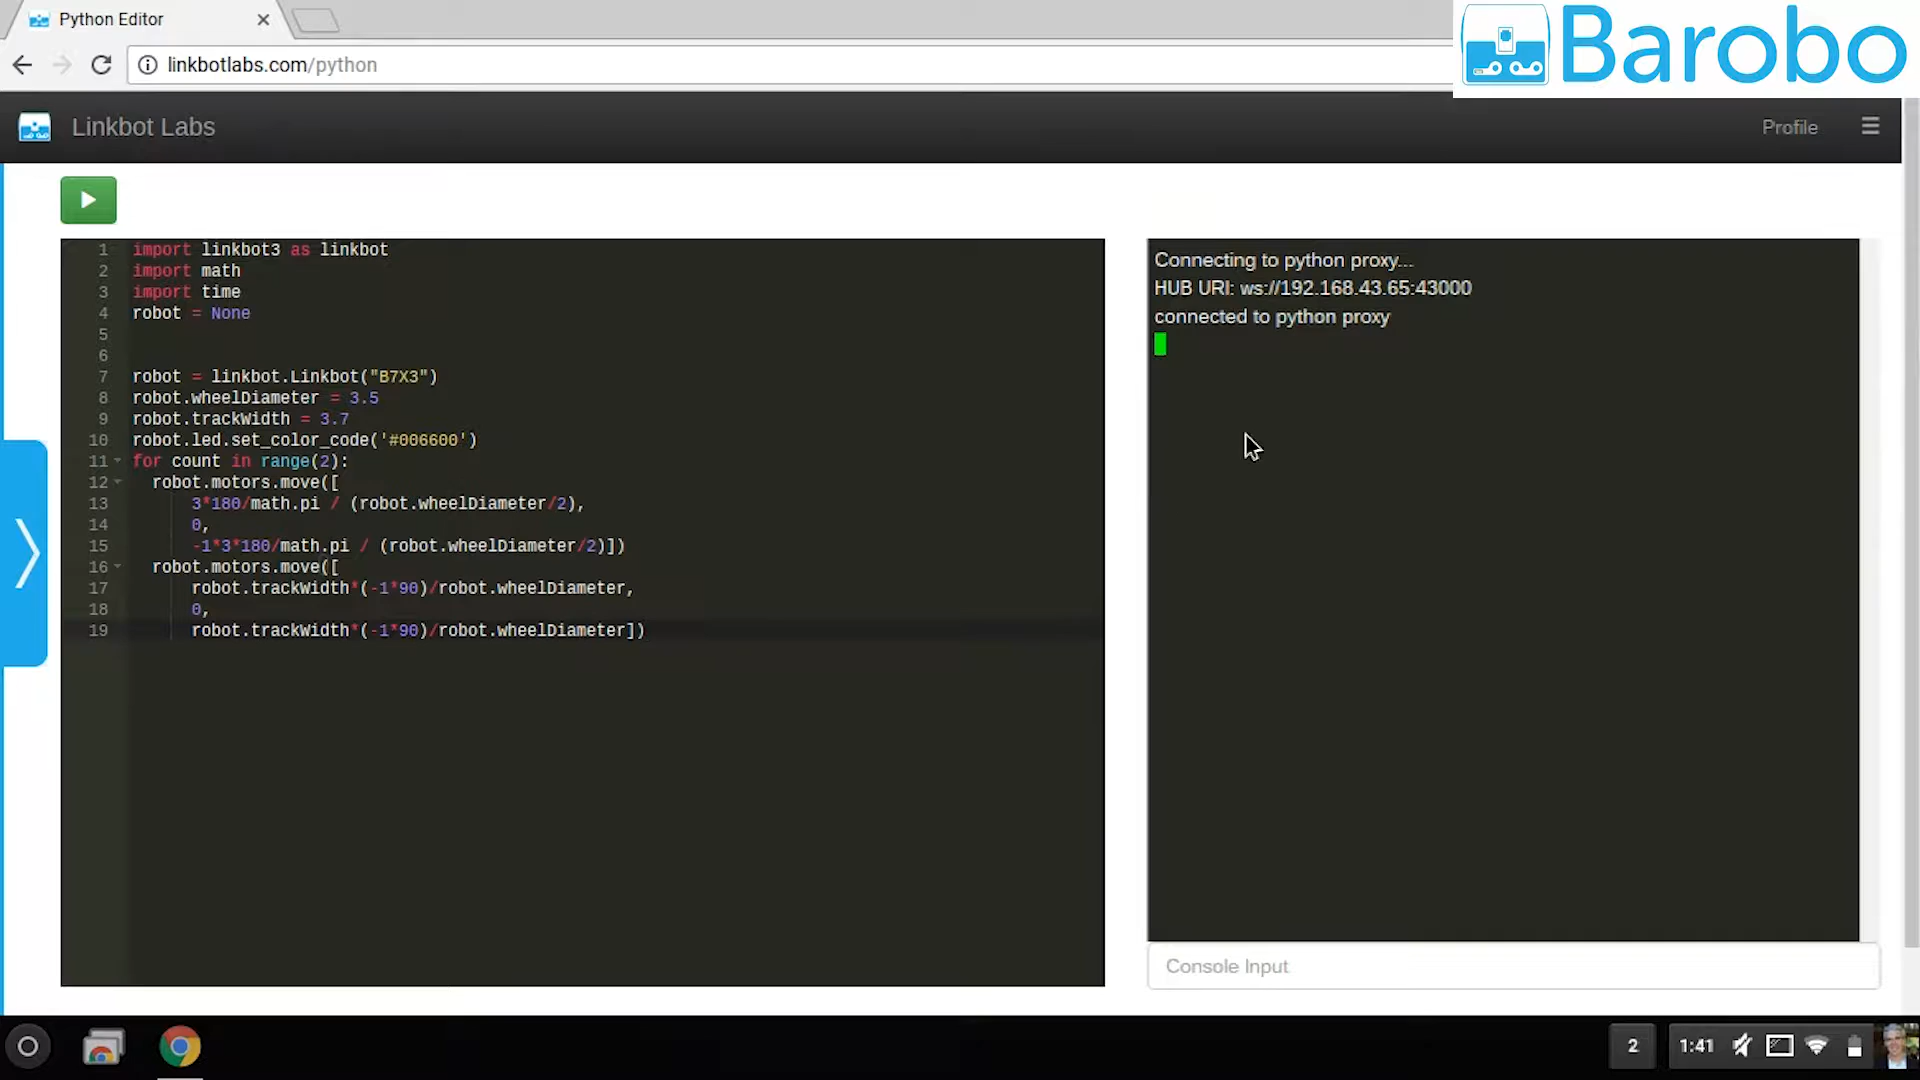 Python Editor
linkbotlabs.com/python
Barobo
Linkbot Labs
Profile
1 import linkbot3 as linkbot
2 import math
3 import time
4 robot = None
5
6
7 robot = linkbot.Linkbot("B7X3")
8 robot.wheelDiameter = 3.5
9 robot.trackWidth = 3.7
10 robot.led.set_color_code('#006600')
11 for count in range(2):
12 robot.motors.move([
13 3*180/math.pi / (robot.wheelDiameter/2),
14 0,
15 -1*3*180/math.pi / (robot.wheelDiameter/2)])
16 robot.motors.move([
17 robot.trackWidth*(-1*90)/robot.wheelDiameter,
18 0,
19 robot.trackWidth*(-1*90)/robot.wheelDiameter])
Connecting to python proxy...
HUB URI: ws://192.168.43.65:43000
connected to python proxy
Console Input
2
1:41